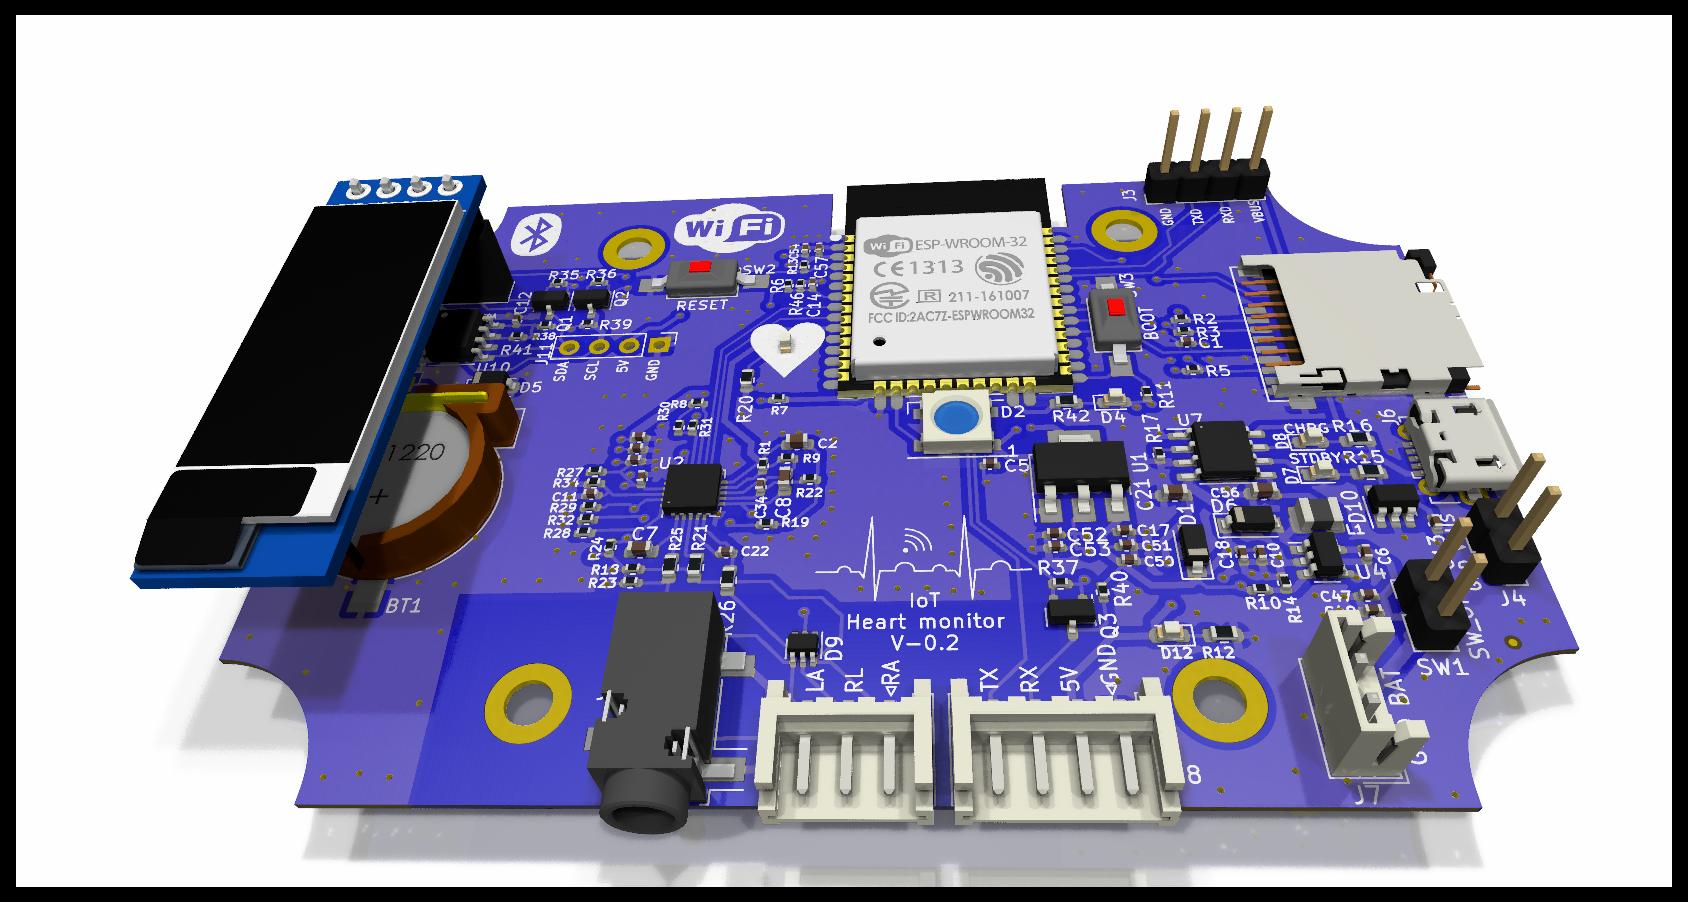 J3
GND
TXD
RXD
VBUS
Wi Fi
SW2
RESET
R35
R36
Q2
C12
Q1
R39
R38
R41
J11
U10
D5
SDA
SCL
5V
GND
C57
R6
R46
C14
Wi Fi ESP-WROOM-32
CE1313
R 211-161007
FCC ID:2AC7Z-ESPWROOM32
SW3
BOOT
R2
R3
C1
R5
R11
R42
D4
D2
1
C5
R17
U7
D8
CHRG
R16
D7
STDBY
R15
J6
R20
R7
R8
R30
R31
U2
R1
C2
R9
R22
C34
C8
R19
R27
R34
C11
R29
R32
R28
R24
C7
R13
R23
R25
R21
C22
R26
1220
+
BT1
U1
C21
C56
D6
D1
C18
C10
C52
C53
C17
C51
C53
FD10
C6
R37
R40
Q3
R10
R14
C47
D12
R12
IoT
Heart monitor
V-0.2
D9
LA
RL
RA
TX
RX
5V
GND
8
BAT
G
J7
SW1
J4